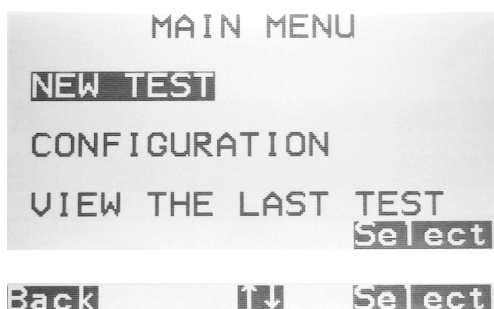 MAIN MENU
NEW TEST
CONFIGURATION
VIEW THE LAST TEST
Select
Back ↑↓ Select